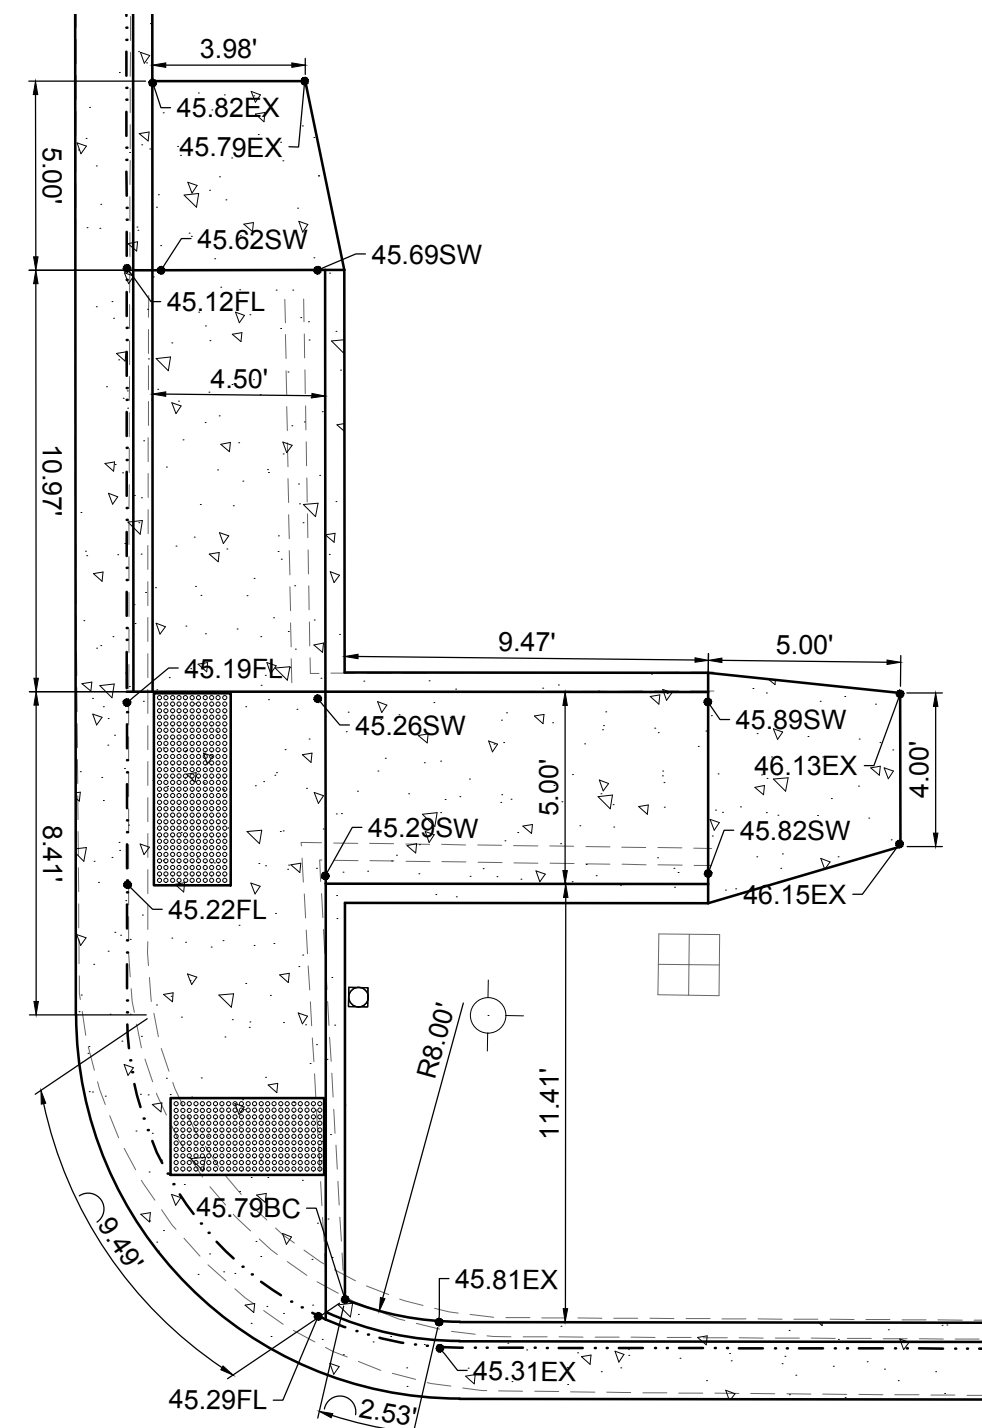 3.98'
45.82EX
45.79EX
5.00'
45.62SW
45.69SW
45.12FL
4.50'
10.97'
9.47'
5.00'
45.19FL
45.26SW
45.89SW
46.13EX
4.00'
5.00'
45.29SW
45.82SW
8.41'
45.22FL
46.15EX
R8.00'
11.41'
45.79BC
9.49'
45.81EX
45.31EX
45.29FL
2.53'